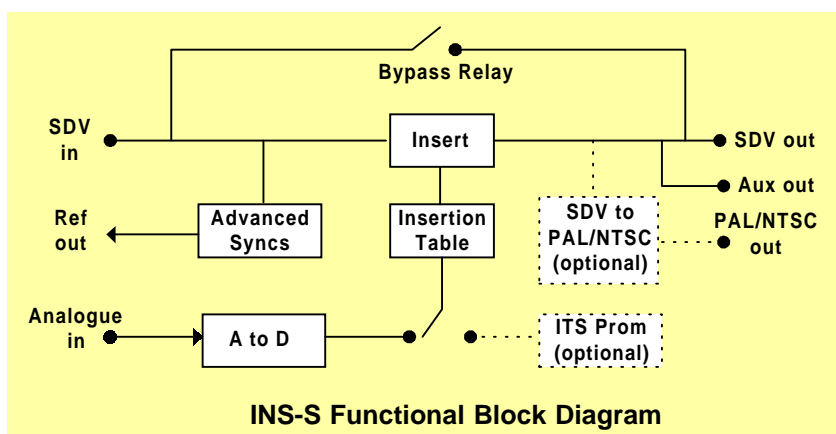 Bypass Relay
SDV
in
Insert
SDV out
Aux out
Ref
out
Advanced
Syncs
Insertion
Table
SDV to
PAL/NTSC
(optional)
PAL/NTSC
out
Analogue
in
A to D
ITS Prom
(optional)
INS-S Functional Block Diagram